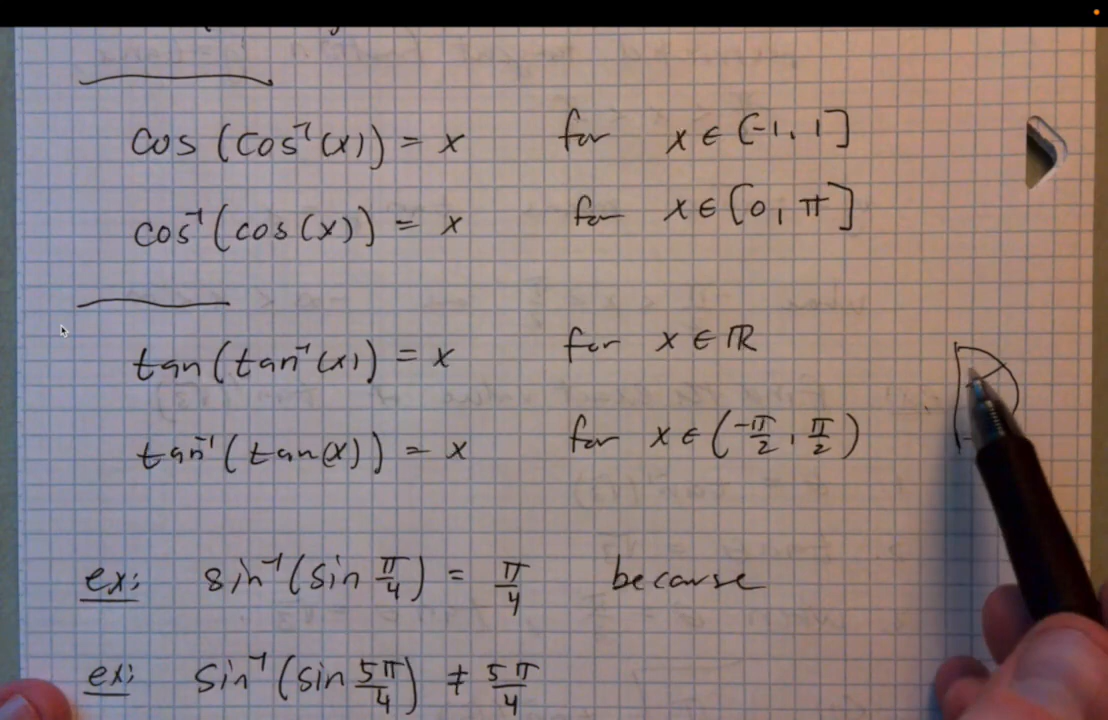 cos(cos⁻¹(x)) = x for x ∈ [-1, 1]
cos⁻¹(cos(x)) = x for x ∈ [0, π]
tan(tan⁻¹(x)) = x for x ∈ ℝ
tan⁻¹(tan(x)) = x for x ∈ (-π/2, π/2)
ex: sin⁻¹(sin π/4) = π/4 because
ex: sin⁻¹(sin 5π/4) ≠ 5π/4